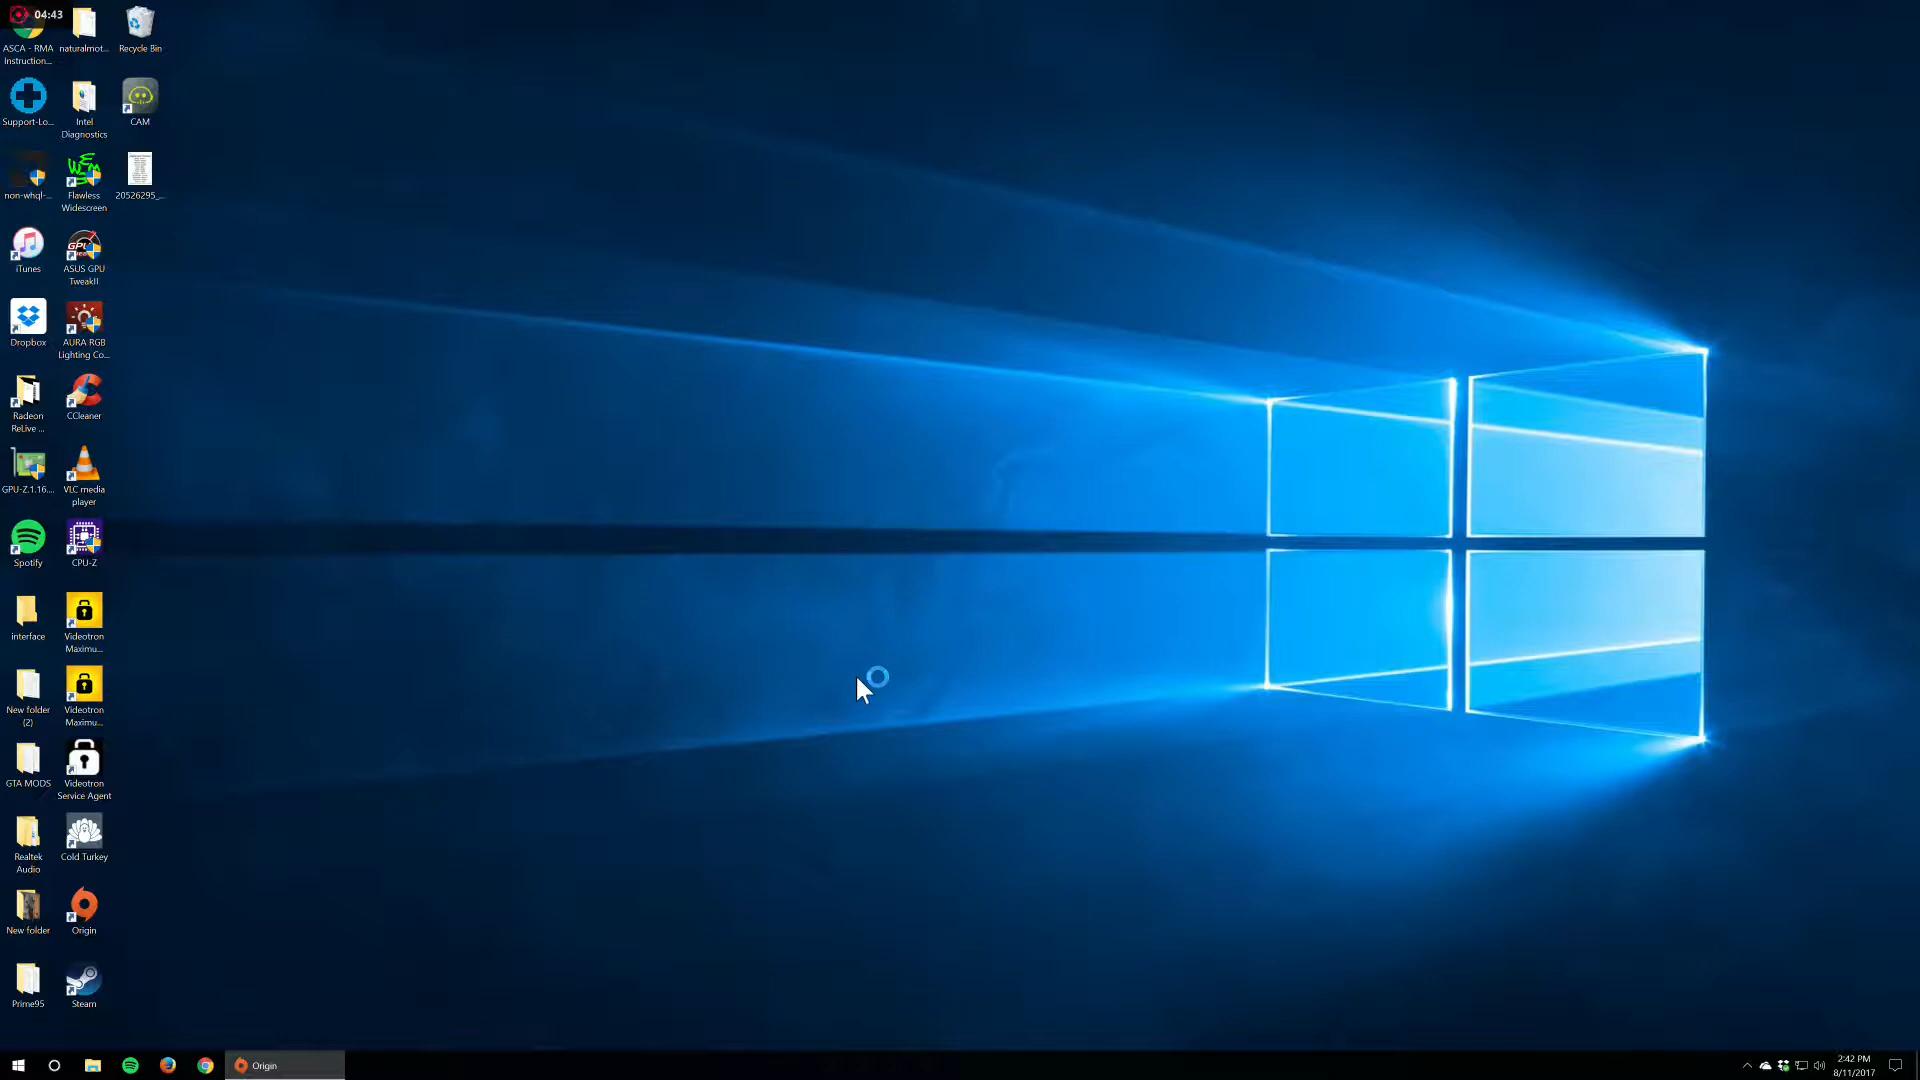 04:43
ASCA - RMA
Instruction...
naturalmot...
Recycle Bin
Support-Lo...
Intel
Diagnostics
CAM
non-whql-...
Flawless
Widescreen
20526295_...
iTunes
ASUS GPU
TweakII
Dropbox
AURA RGB
Lighting Co...
Radeon
ReLive ...
CCleaner
GPU-Z.1.16....
VLC media
player
Spotify
CPU-Z
interface
Videotron
Maximu...
New folder
(2)
Videotron
Maximu...
GTA MODS
Videotron
Service Agent
Realtek
Audio
Cold Turkey
New folder
Origin
Prime95
Steam
Origin
2:42 PM
8/11/2017